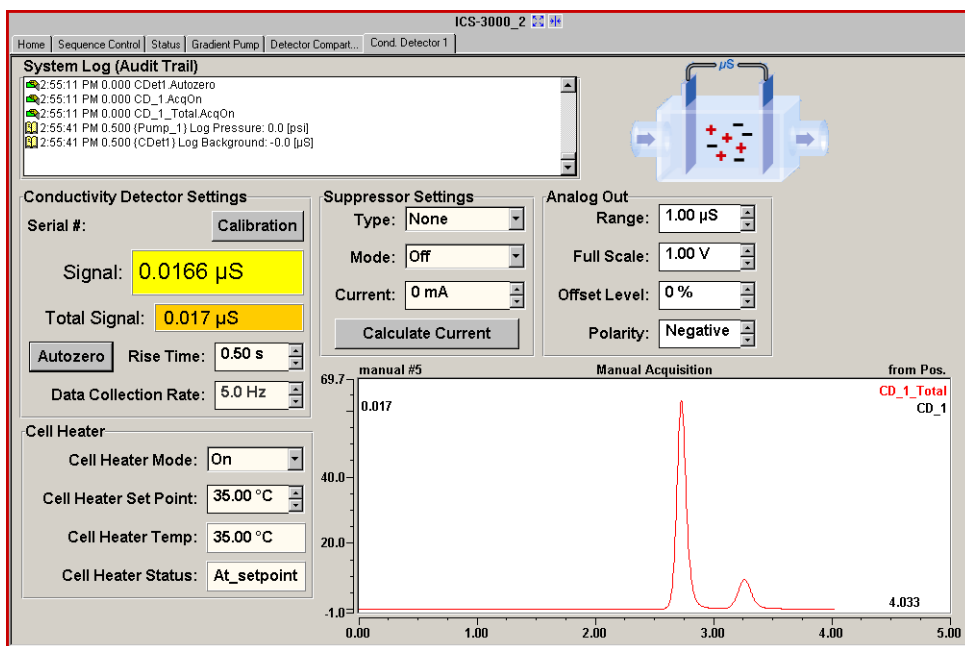 ICS-3000_2
Home Sequence Control Status Gradient Pump Detector Compart... Cond. Detector 1
System Log (Audit Trail)
2:55:11 PM 0.000 CDet1.Autozero
2:55:11 PM 0.000 CD_1.AcqOn
2:55:11 PM 0.000 CD_1_Total.AcqOn
2:55:41 PM 0.500 {Pump_1} Log Pressure: 0.0 [psi]
2:55:41 PM 0.500 {CDet1} Log Background: -0.0 [µS]
µS
Conductivity Detector Settings
Serial #: Calibration
Signal: 0.0166 µS
Total Signal: 0.017 µS
Autozero Rise Time: 0.50 s
Data Collection Rate: 5.0 Hz
Suppressor Settings
Type: None
Mode: Off
Current: 0 mA
Calculate Current
Analog Out
Range: 1.00 µS
Full Scale: 1.00 V
Offset Level: 0 %
Polarity: Negative
Cell Heater
Cell Heater Mode: On
Cell Heater Set Point: 35.00 °C
Cell Heater Temp: 35.00 °C
Cell Heater Status: At_setpoint
manual #5 Manual Acquisition from Pos.
69.7
0.017
CD_1_Total
CD_1
40.0
20.0
4.033
-1.0
0.00 1.00 2.00 3.00 4.00 5.00